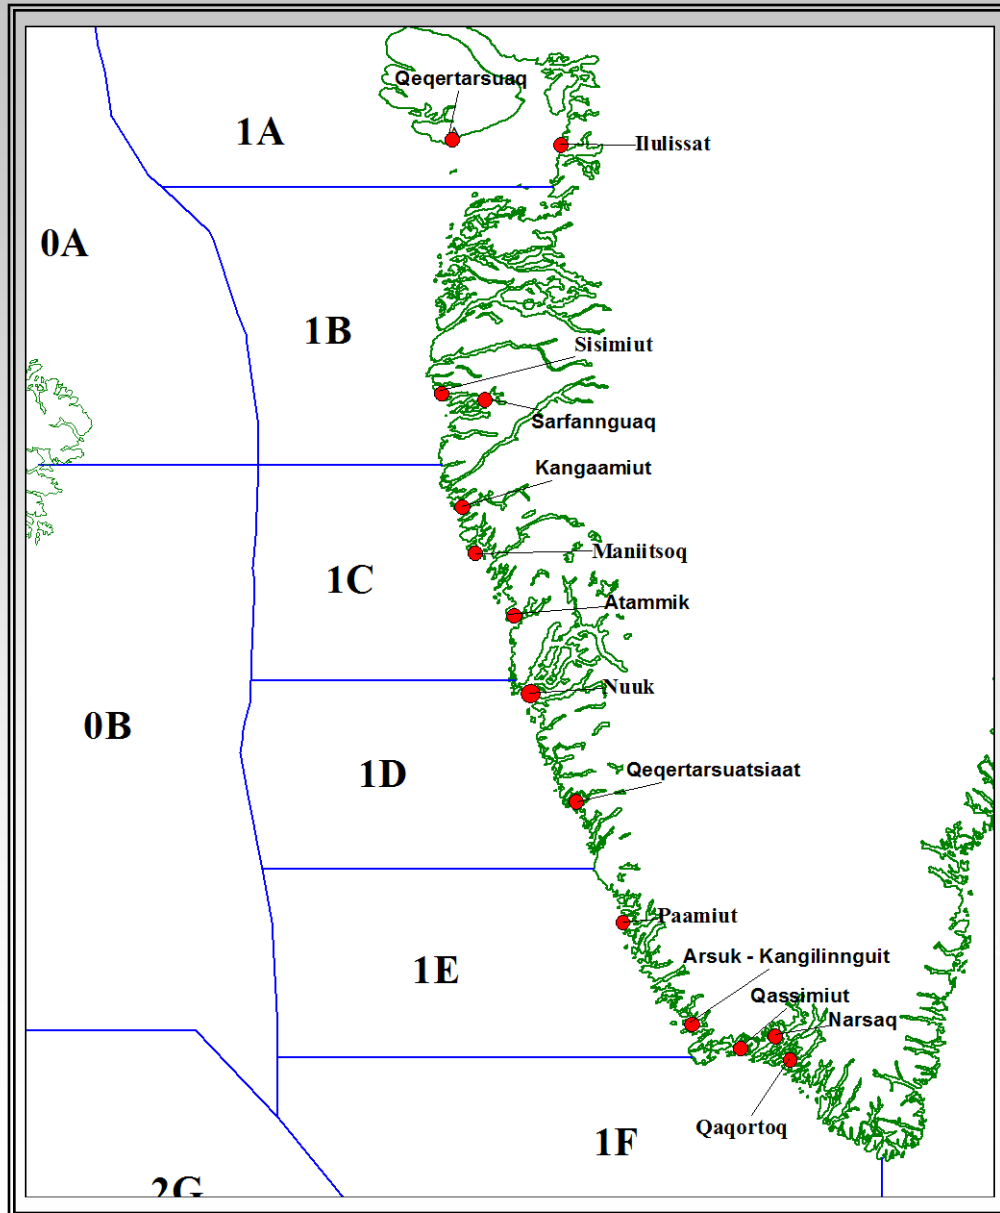 Qeqertarsuaq
1A
Ilulissat
0A
1B
Sisimiut
Sarfannguaq
Kangaamiut
Maniitsoq
1C
Atammik
Nuuk
0B
1D
Qeqertarsuatsiaat
Paamiut
Arsuk - Kangilinnguit
1E
Qassimiut
Narsaq
Qaqortoq
1F
2G